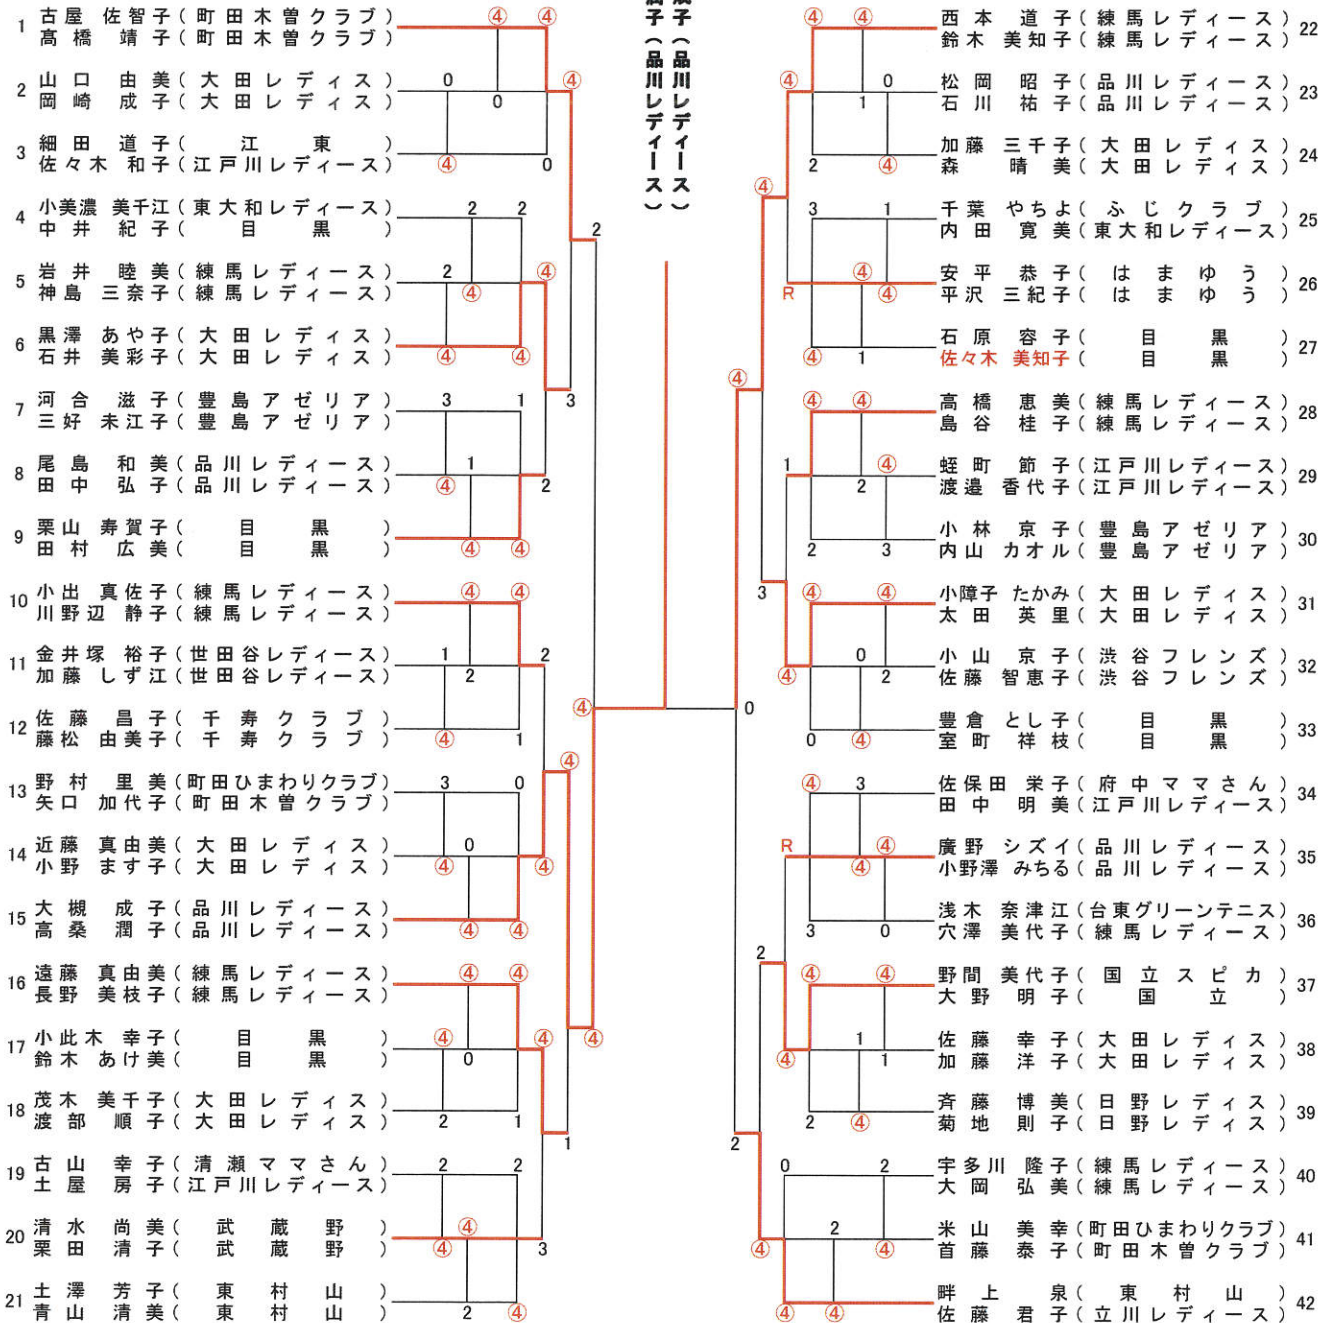 成子（品川レディース）
子（品川レディース）
1 古屋 佐智子（町田木曽クラブ）
髙橋 靖子（町田木曽クラブ）
2 山口 由美（大田レディス）
岡崎 成子（大田レディス）
3 細田 道子（江東）
佐々木 和子（江戸川レディース）
4 小美濃 美千江（東大和レディース）
中井 紀子（目黒）
5 岩井 睦美（練馬レディース）
神島 三奈子（練馬レディース）
6 黒澤 あや子（大田レディス）
石井 美彩子（大田レディス）
7 河合 滋子（豊島アゼリア）
三好 未江子（豊島アゼリア）
8 尾島 和美（品川レディース）
田中 弘子（品川レディース）
9 栗山 寿賀子（目黒）
田村 広美（目黒）
10 小出 真佐子（練馬レディース）
川野辺 静子（練馬レディース）
11 金井塚 裕子（世田谷レディース）
加藤 しず江（世田谷レディース）
12 佐藤 昌子（千寿クラブ）
藤松 由美子（千寿クラブ）
13 野村 里美（町田ひまわりクラブ）
矢口 加代子（町田木曽クラブ）
14 近藤 真由美（大田レディス）
小野 ます子（大田レディス）
15 大槻 成子（品川レディース）
高桑 潤子（品川レディース）
16 遠藤 真由美（練馬レディース）
長野 美枝子（練馬レディース）
17 小此木 幸子（目黒）
鈴木 あけ美（目黒）
18 茂木 美千子（大田レディス）
渡部 順子（大田レディス）
19 古山 幸子（清瀬ママさん）
土屋 房子（江戸川レディース）
20 清水 尚美（武蔵野）
栗田 清子（武蔵野）
21 土澤 芳子（東村山）
青山 清美（東村山）
西本 道子（練馬レディース） 22
鈴木 美知子（練馬レディース）
松岡 昭子（品川レディース） 23
石川 祐子（品川レディース）
加藤 三千子（大田レディス） 24
森 晴美（大田レディス）
千葉 やちよ（ふじクラブ） 25
内田 寛美（東大和レディース）
安平 恭子（はまゆう） 26
平沢 三紀子（はまゆう）
石原 容子（目黒） 27
佐々木 美知子（目黒）
高橋 恵美（練馬レディース） 28
島谷 桂子（練馬レディース）
蛭町 節子（江戸川レディース） 29
渡邉 香代子（江戸川レディース）
小林 京子（豊島アゼリア） 30
内山 カオル（豊島アゼリア）
小障子 たかみ（大田レディス） 31
太田 英里（大田レディス）
小山 京子（渋谷フレンズ） 32
佐藤 智恵子（渋谷フレンズ）
豊倉 とし子（目黒） 33
室町 祥枝（目黒）
佐保田 栄子（府中ママさん） 34
田中 明美（江戸川レディース）
廣野 シズイ（品川レディース） 35
小野澤 みちる（品川レディース）
浅木 奈津江（台東グリーンテニス） 36
穴澤 美代子（練馬レディース）
野間 美代子（国立スピカ） 37
大野 明子（国立）
佐藤 幸子（大田レディス） 38
加藤 洋子（大田レディス）
斉藤 博美（日野レディス） 39
菊地 則子（日野レディス）
宇多川 隆子（練馬レディース） 40
大岡 弘美（練馬レディース）
米山 美幸（町田ひまわりクラブ） 41
首藤 泰子（町田木曽クラブ）
畔上 泉（東村山） 42
佐藤 君子（立川レディース）